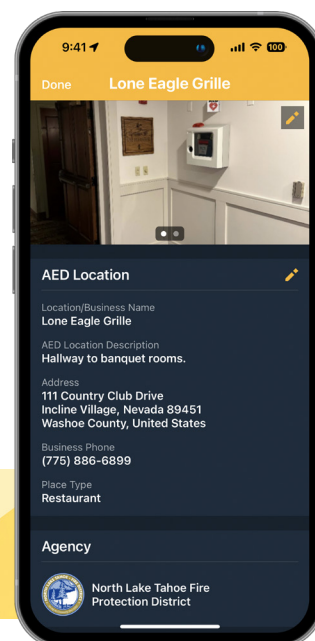 9:41
100
Done
Lone Eagle Grille
AED Location
Location/Business Name
Lone Eagle Grille
AED Location Description
Hallway to banquet rooms.
Address
111 Country Club Drive
Incline Village, Nevada 89451
Washoe County, United States
Business Phone
(775) 886-6899
Place Type
Restaurant
Agency
North Lake Tahoe Fire
Protection District